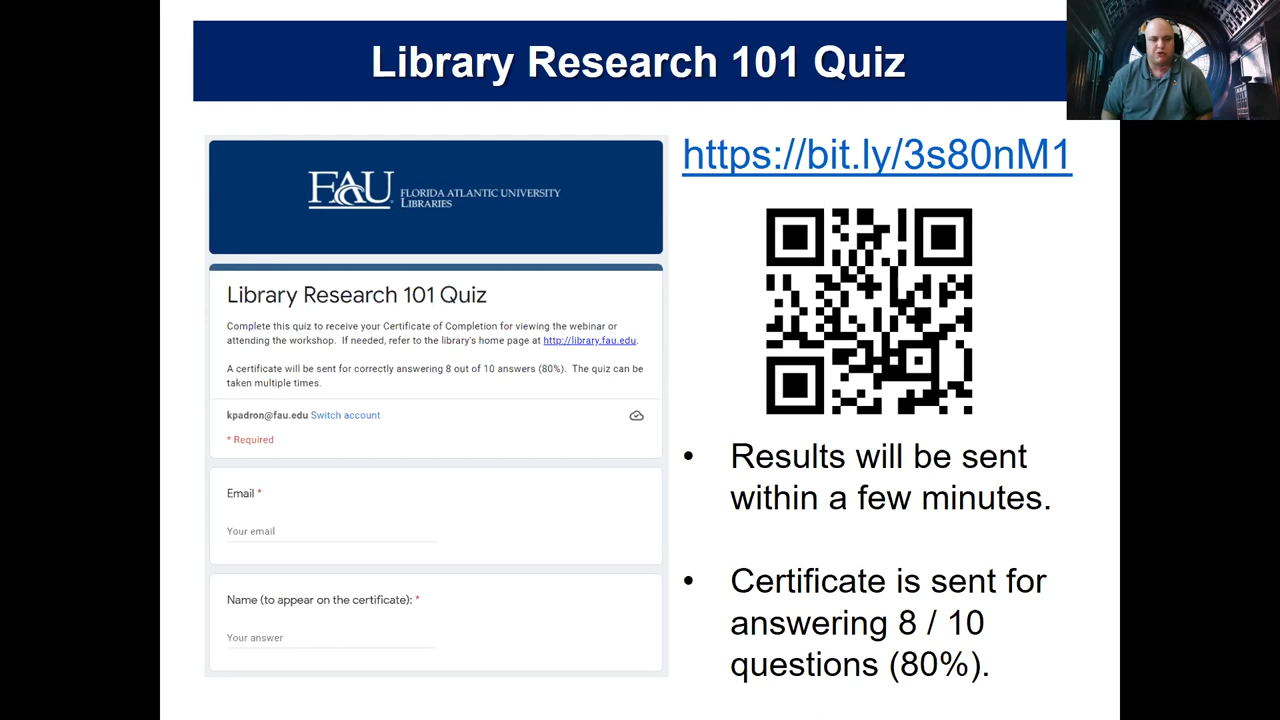 Library Research 101 Quiz
FAU FLORIDA ATLANTIC UNIVERSITY
LIBRARIES
Library Research 101 Quiz
Complete this quiz to receive your Certificate of Completion for viewing the webinar or
attending the workshop. If needed, refer to the library's home page at http://library.fau.edu.
A certificate will be sent for correctly answering 8 out of 10 answers (80%). The quiz can be
taken multiple times.
kpadron@fau.edu Switch account
* Required
Email *
Your email
Name (to appear on the certificate): *
Your answer
https://bit.ly/3s80nM1
• Results will be sent
within a few minutes.
• Certificate is sent for
answering 8 / 10
questions (80%).